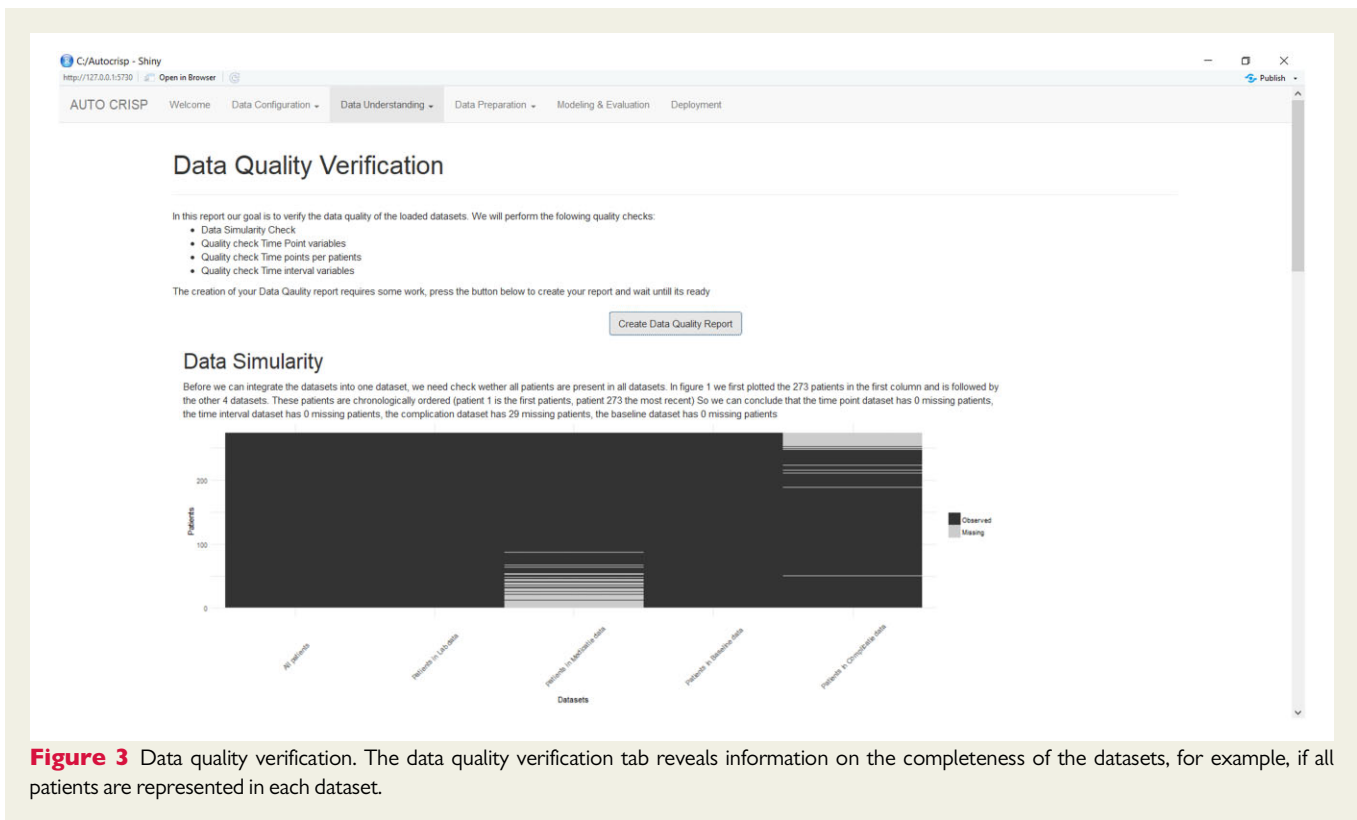 C:/Autocrisp - Shiny
http://127.0.0.1:5730 Open in Browser
Publish
AUTO CRISP Welcome Data Configuration Data Understanding Data Preparation Modeling & Evaluation Deployment
Data Quality Verification
In this report our goal is to verify the data quality of the loaded datasets. We will perform the folowing quality checks:
• Data Simularity Check
• Quality check Time Point variables
• Quality check Time points per patients
• Quality check Time interval variables
The creation of your Data Qaulity report requires some work, press the button below to create your report and wait untill its ready
Create Data Quality Report
Data Simularity
Before we can integrate the datasets into one dataset, we need check wether all patients are present in all datasets. In figure 1 we first plotted the 273 patients in the first column and is followed by
the other 4 datasets. These patients are chronologically ordered (patient 1 is the first patients, patient 273 the most recent) So we can conclude that the time point dataset has 0 missing patients,
the time interval dataset has 0 missing patients, the complication dataset has 29 missing patients, the baseline dataset has 0 missing patients
200
100
0
Patients
Observed
Missing
All patients
Patients in Lab data
Patients in Medicatie data
Patients in Baseline data
Patients in Complicatie data
Datasets
Figure 3 Data quality verification. The data quality verification tab reveals information on the completeness of the datasets, for example, if all
patients are represented in each dataset.